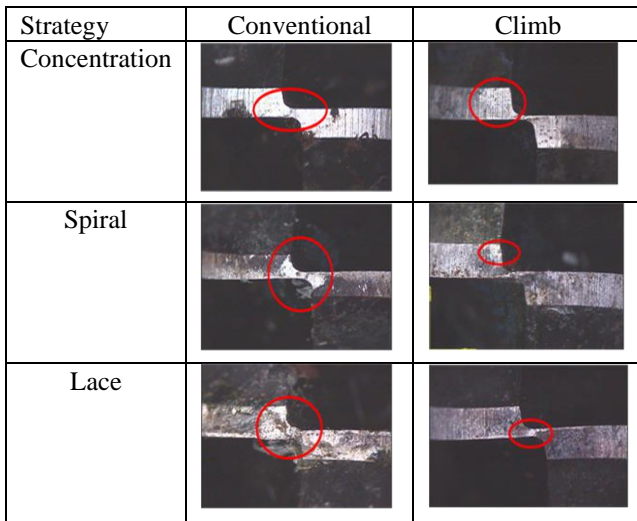 Strategy Conventional Climb
Concentration
Spiral
Lace